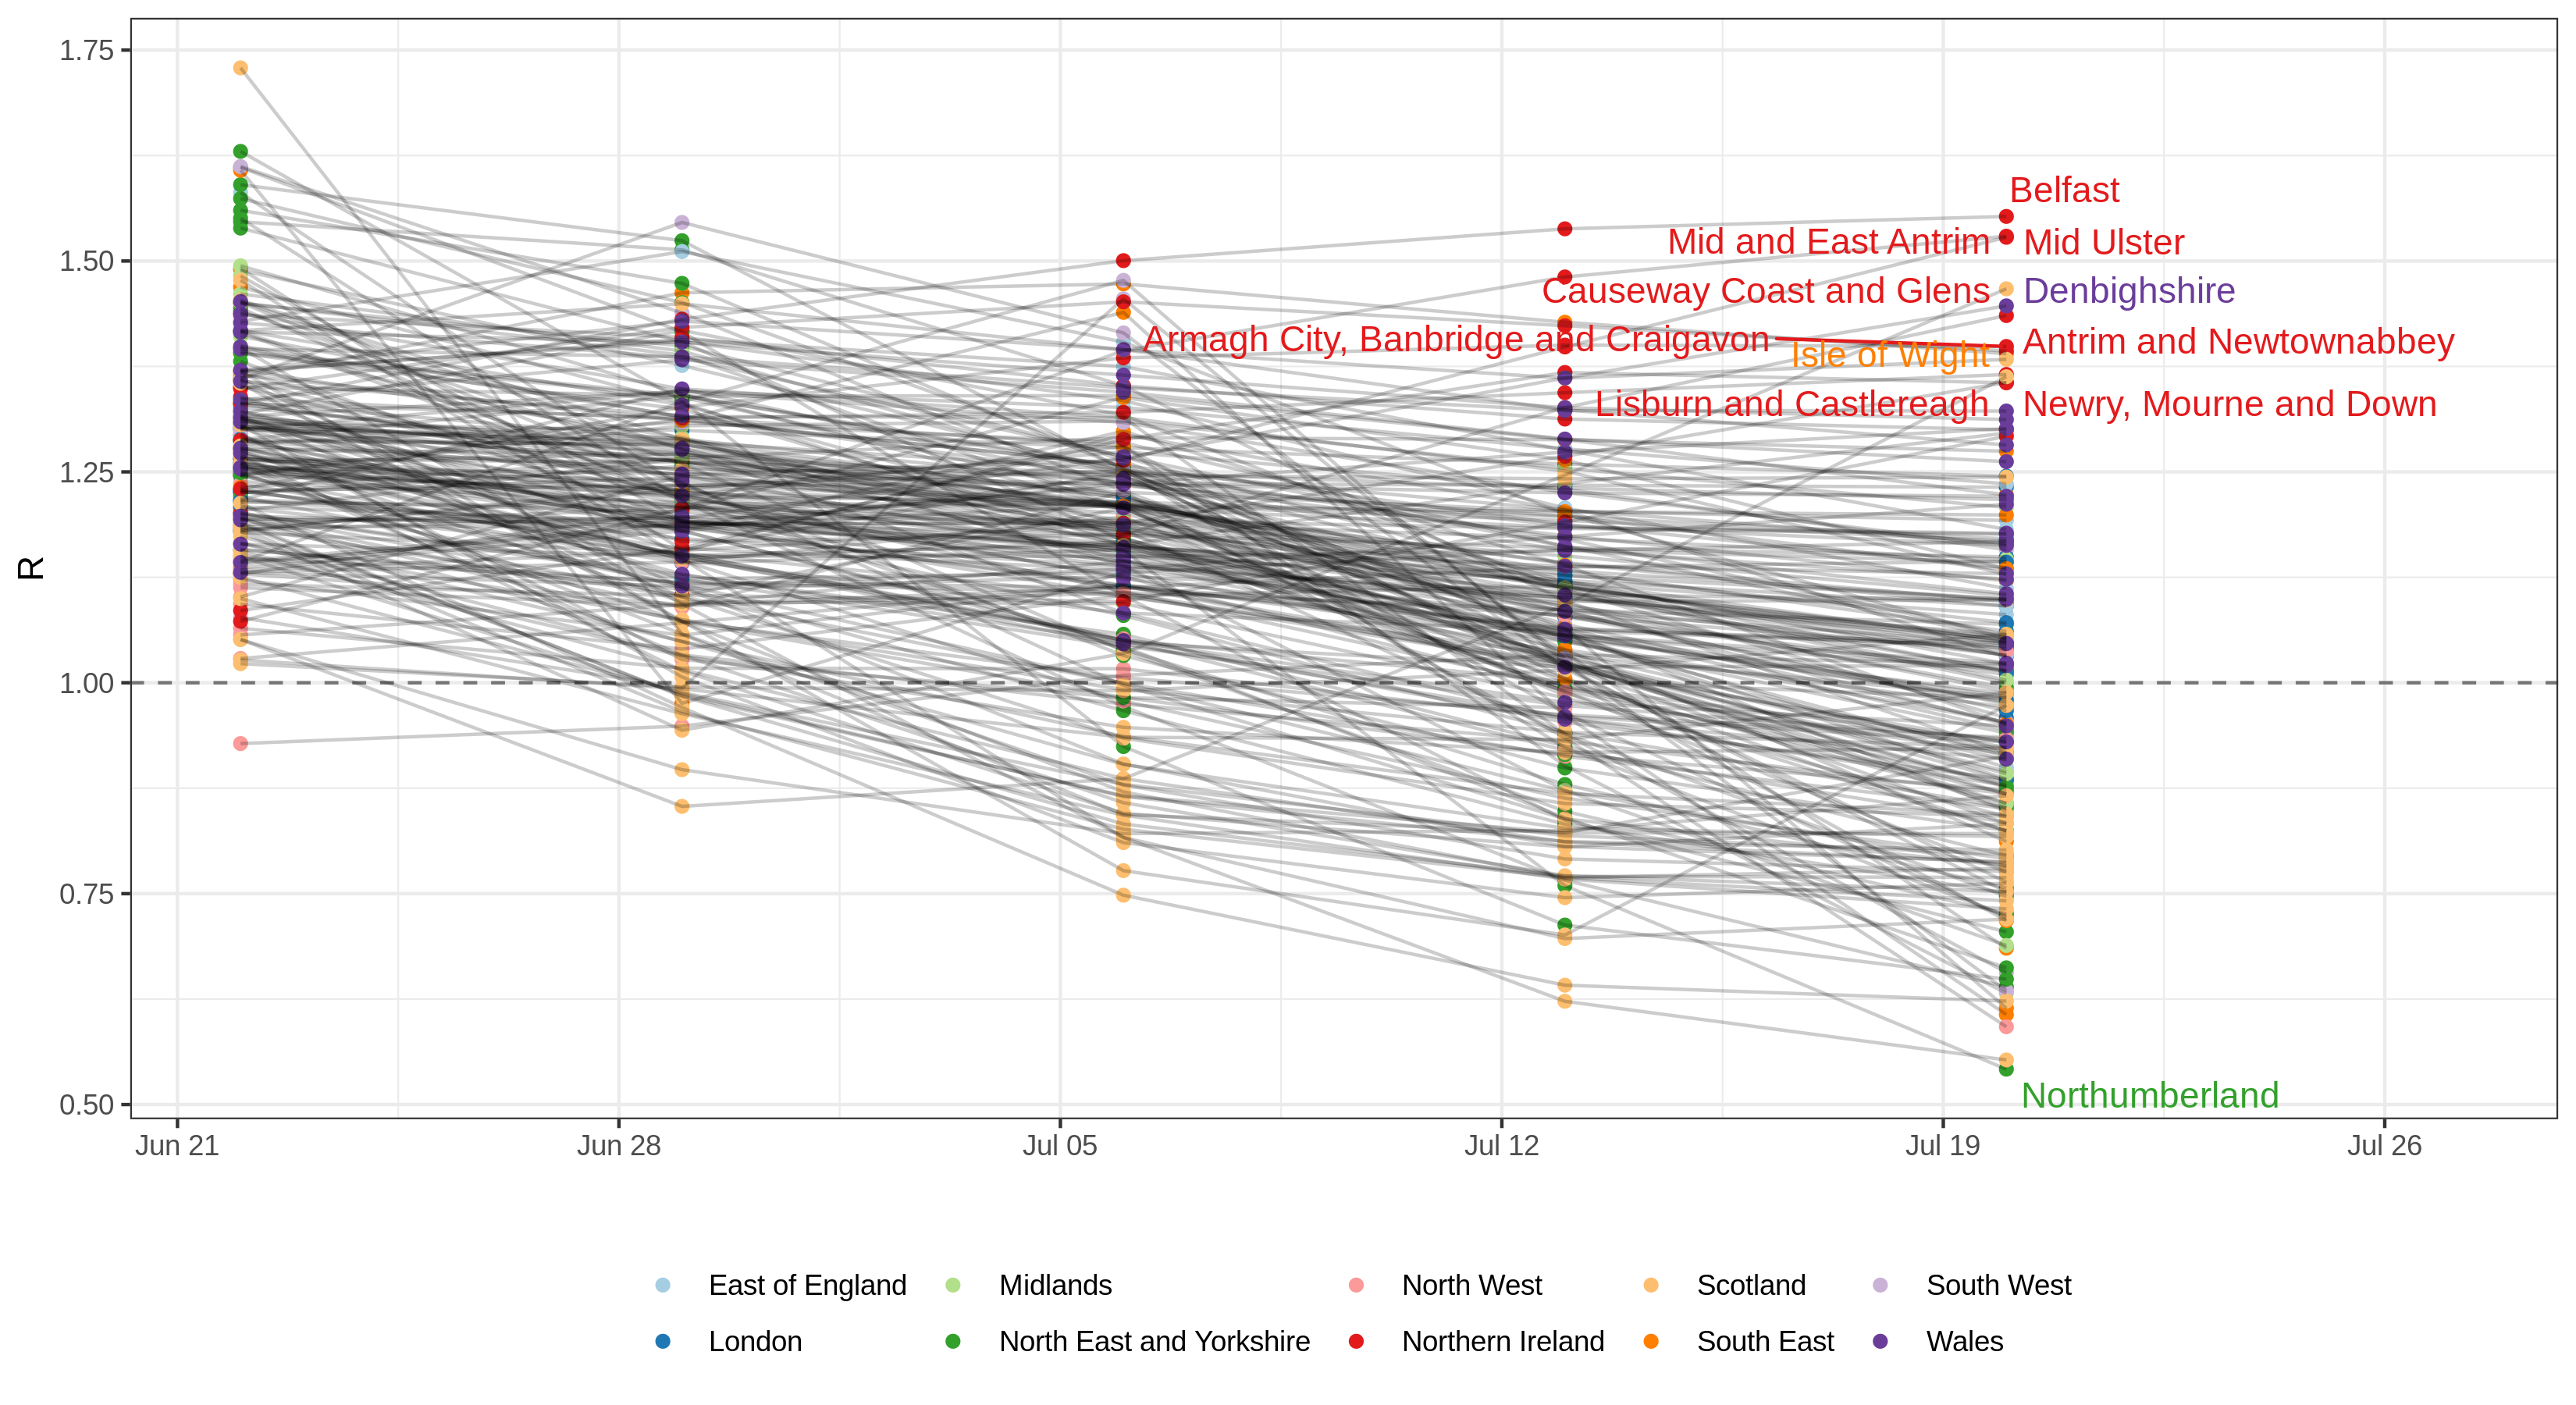 1.75
1.50
1.25
1.00
0.75
0.50
R
Belfast
Mid and East Antrim
Mid Ulster
Causeway Coast and Glens
Denbighshire
Armagh City, Banbridge and Craigavon
Antrim and Newtownabbey
Isle of Wight
Lisburn and Castlereagh
Newry, Mourne and Down
Northumberland
Jun 21
Jun 28
Jul 05
Jul 12
Jul 19
Jul 26
East of England
Midlands
North West
Scotland
South West
London
North East and Yorkshire
Northern Ireland
South East
Wales